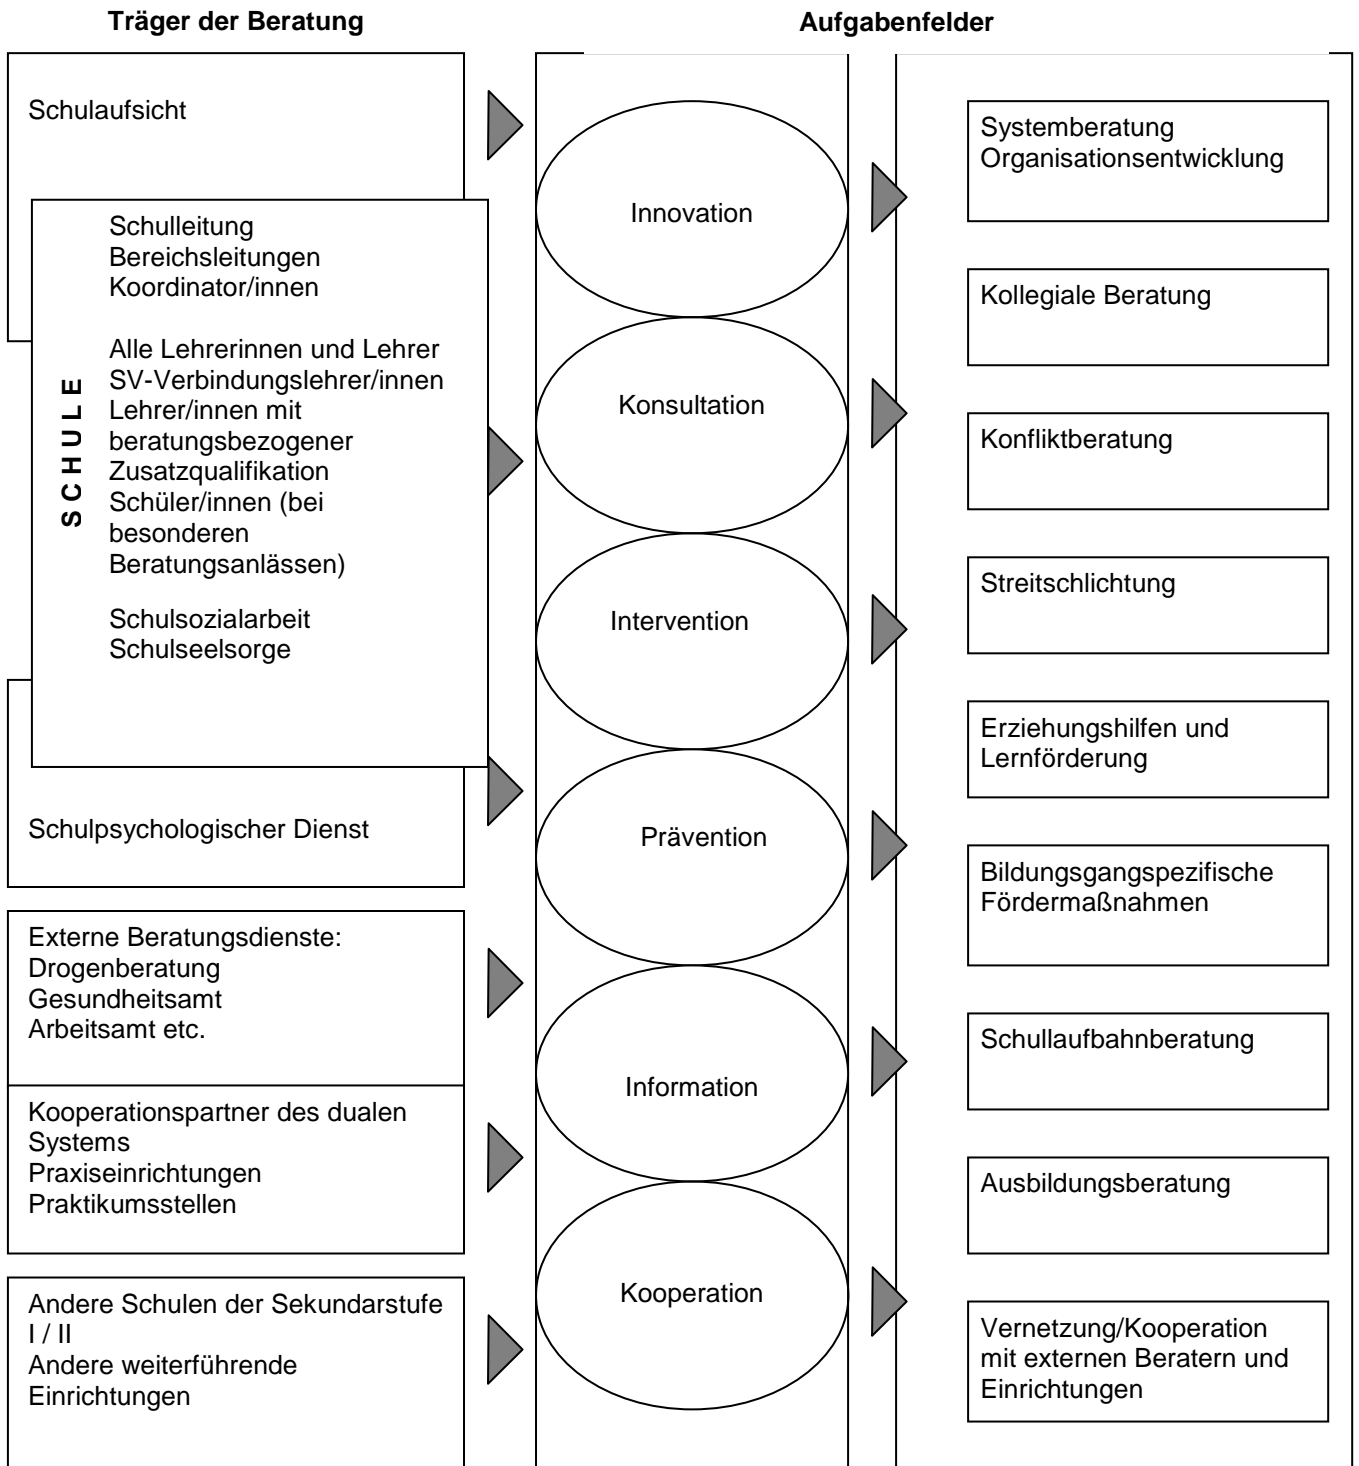 Träger der Beratung
Aufgabenfelder
Schulaufsicht
SCHULE
Schulleitung
Bereichsleitungen
Koordinator/innen
Alle Lehrerinnen und Lehrer
SV-Verbindungslehrer/innen
Lehrer/innen mit
beratungsbezogener
Zusatzqualifikation
Schüler/innen (bei
besonderen
Beratungsanlässen)
Schulsozialarbeit
Schulseelsorge
Schulpsychologischer Dienst
Externe Beratungsdienste:
Drogenberatung
Gesundheitsamt
Arbeitsamt etc.
Kooperationspartner des dualen
Systems
Praxiseinrichtungen
Praktikumsstellen
Andere Schulen der Sekundarstufe
I / II
Andere weiterführende
Einrichtungen
Innovation
Konsultation
Intervention
Prävention
Information
Kooperation
Systemberatung
Organisationsentwicklung
Kollegiale Beratung
Konfliktberatung
Streitschlichtung
Erziehungshilfen und
Lernförderung
Bildungsgangspezifische
Fördermaßnahmen
Schullaufbahnberatung
Ausbildungsberatung
Vernetzung/Kooperation
mit externen Beratern und
Einrichtungen